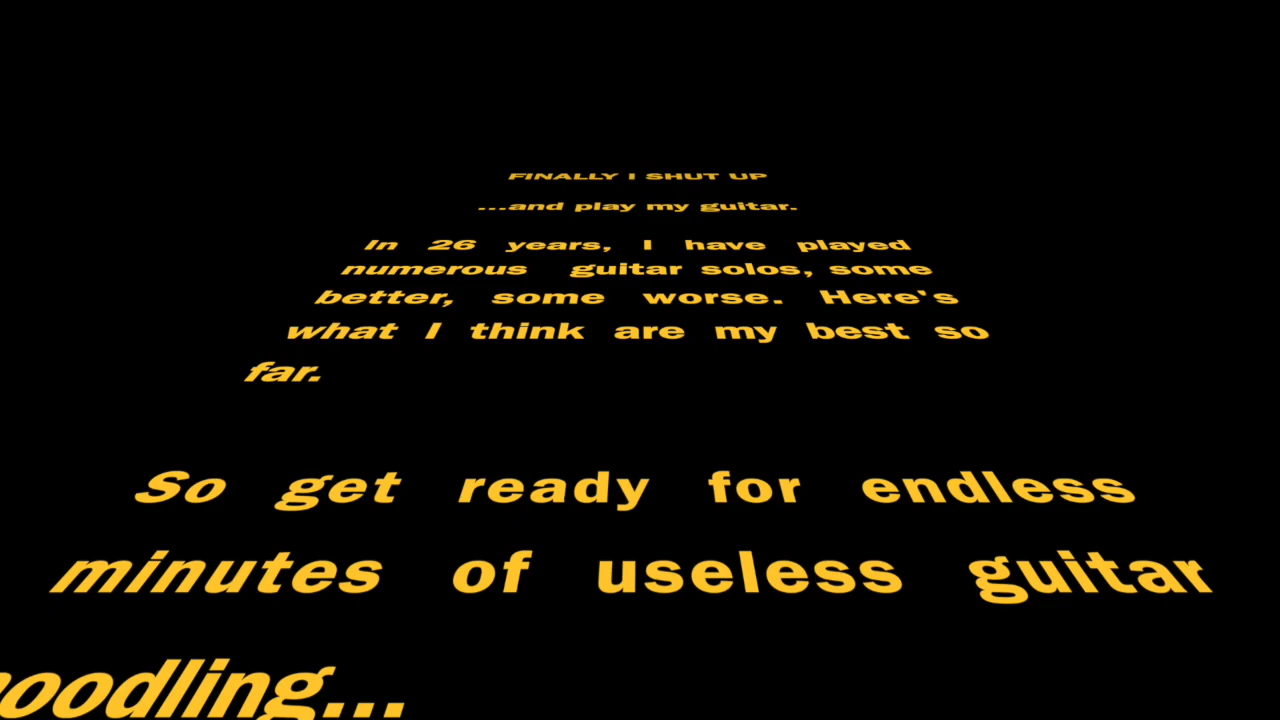 FINALLY I SHUT UP
...and play my guitar.
In 26 years, I have played
numerous guitar solos, some
better, some worse. Here's
what I think are my best so
far.
So get ready for endless
minutes of useless guitar
noodling...